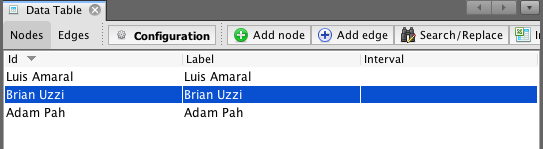 Data Table
Nodes Edges Configuration Add node Add edge Search/Replace
Id Label Interval
Luis Amaral Luis Amaral
Brian Uzzi Brian Uzzi
Adam Pah Adam Pah